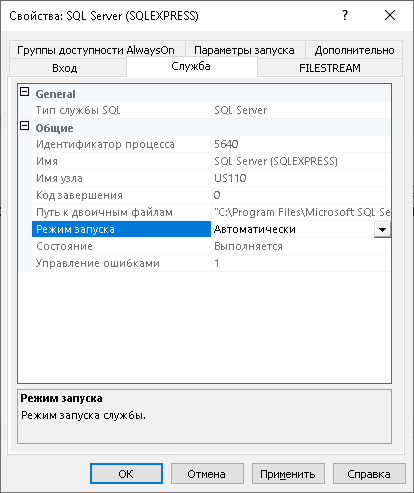 Свойства: SQL Server (SQLEXPRESS) ? ×
Группы доступности AlwaysOn Параметры запуска Дополнительно
Вход Служба FILESTREAM
General
Тип службы SQL SQL Server
Общие
Идентификатор процесса 5640
Имя SQL Server (SQLEXPRESS)
Имя узла US110
Код завершения 0
Путь к двоичным файлам "C:\Program Files\Microsoft SQL Se
Режим запуска Автоматически
Состояние Выполняется
Управление ошибками 1
Режим запуска
Режим запуска службы.
ОК Отмена Применить Справка